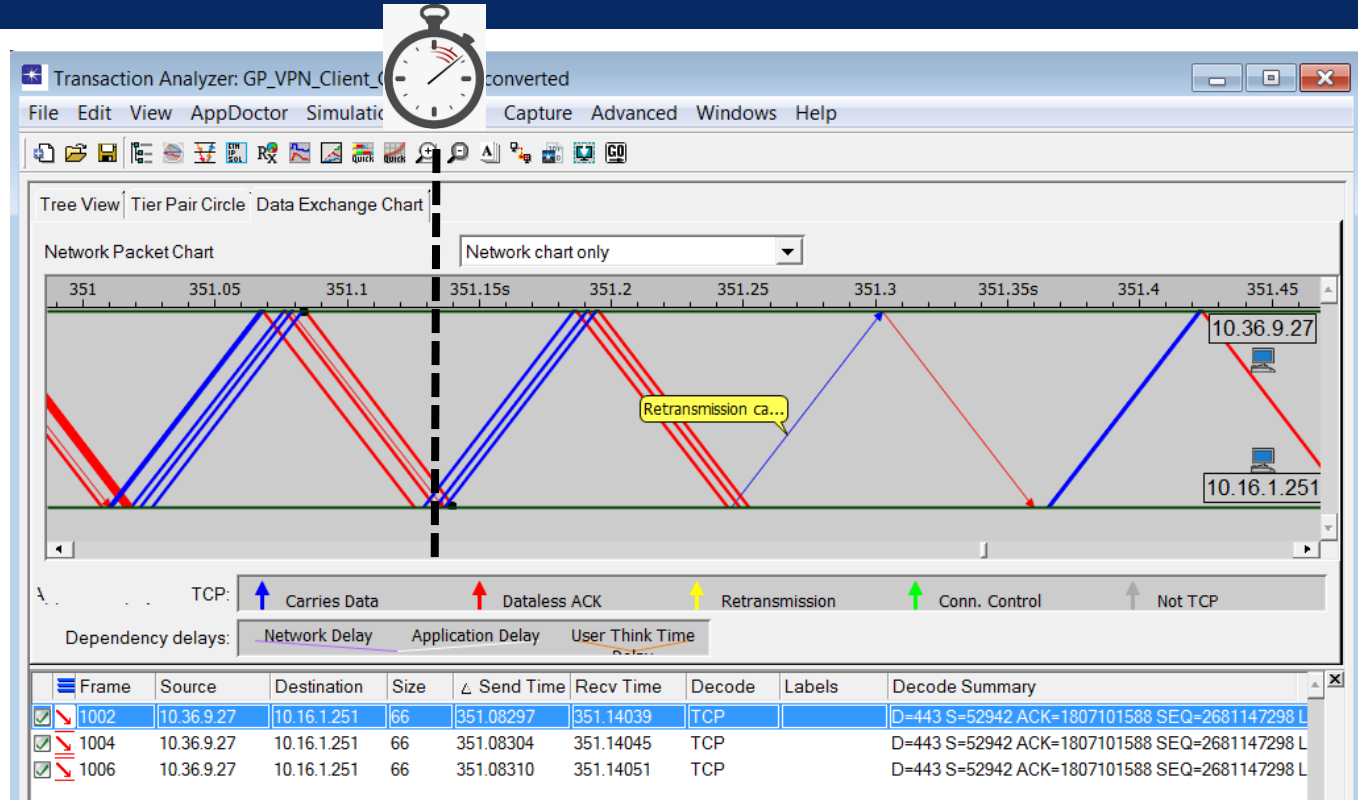 Transaction Analyzer: GP_VPN_Client_ converted
File Edit View AppDoctor Capture Advanced Windows Help
Tree View Tier Pair Circle Data Exchange Chart
Network Packet Chart Network chart only
351 351.05 351.1 351.15s 351.2 351.25 351.3 351.35s 351.4 351.45
10.36.9.27
Retransmission ca...
10.16.1.251
TCP: Carries Data Dataless ACK Retransmission Conn. Control Not TCP
Dependency delays: Network Delay Application Delay User Think Time
Frame Source Destination Size Send Time Recv Time Decode Labels Decode Summary
1002 10.36.9.27 10.16.1.251 66 351.08297 351.14039 TCP D=443 S=52942 ACK=1807101588 SEQ=2681147298 L
1004 10.36.9.27 10.16.1.251 66 351.08304 351.14045 TCP D=443 S=52942 ACK=1807101588 SEQ=2681147298 L
1006 10.36.9.27 10.16.1.251 66 351.08310 351.14051 TCP D=443 S=52942 ACK=1807101588 SEQ=2681147298 L